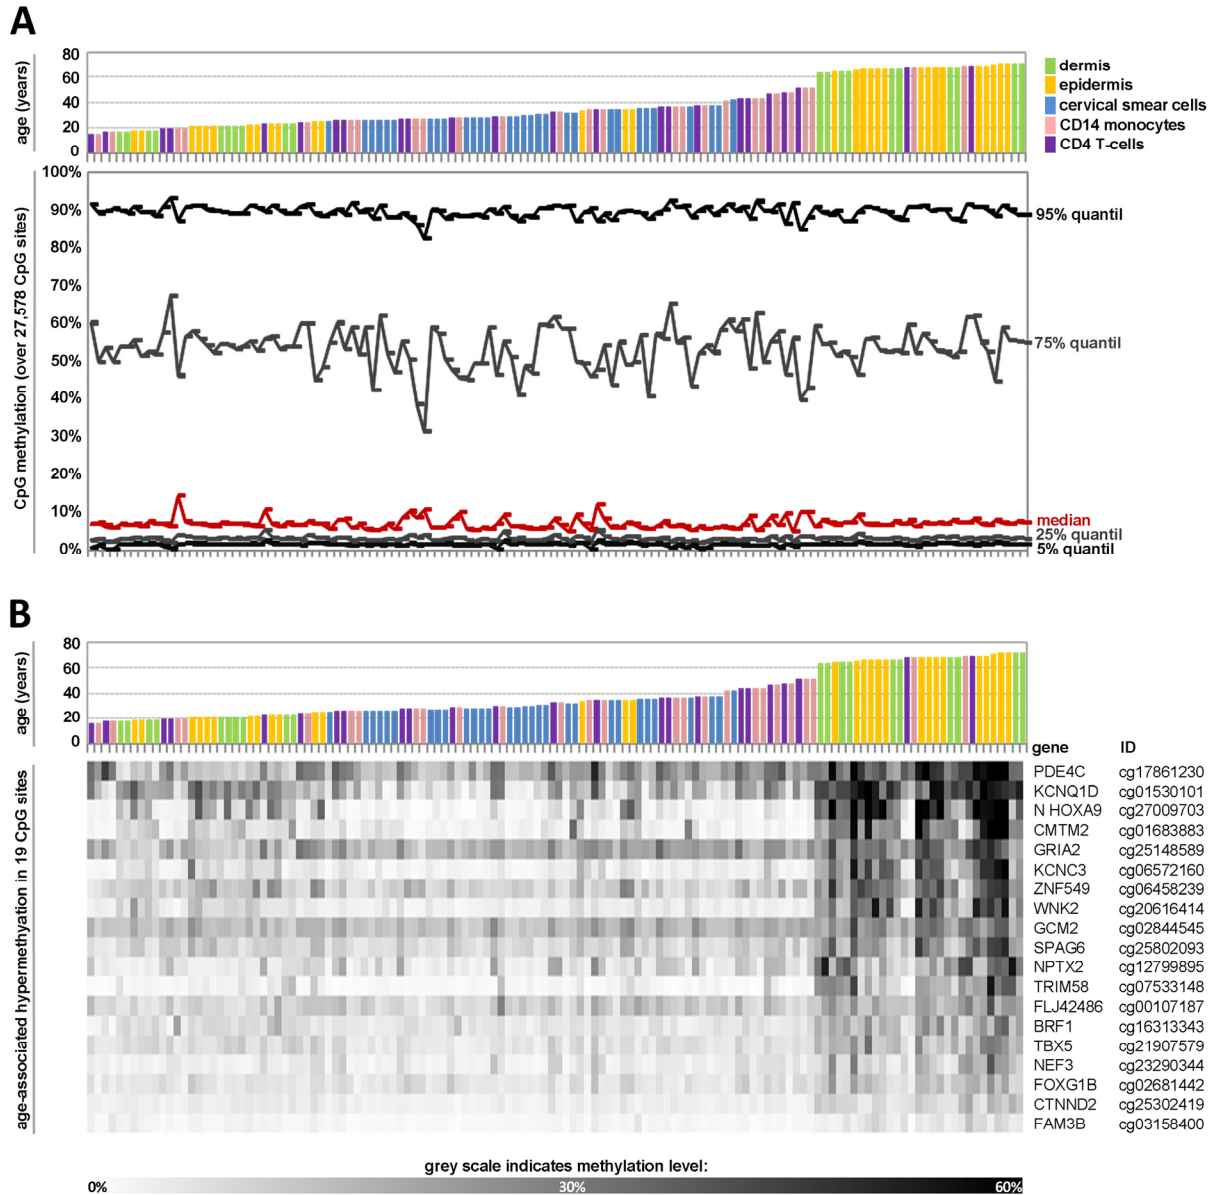 A
age (years)
80
60
40
20
0
dermis
epidermis
cervical smear cells
CD14 monocytes
CD4 T-cells
CpG methylation (over 27,578 CpG sites)
100%
90%
80%
70%
60%
50%
40%
30%
20%
10%
0%
95% quantil
75% quantil
median
25% quantil
5% quantil
B
age (years)
80
60
40
20
0
gene ID
age-associated hypermethyation in 19 CpG sites
PDE4C cg17861230
KCNQ1D cg01530101
N HOXA9 cg27009703
CMTM2 cg01683883
GRIA2 cg25148589
KCNC3 cg06572160
ZNF549 cg06458239
WNK2 cg20616414
GCM2 cg02844545
SPAG6 cg25802093
NPTX2 cg12799895
TRIM58 cg07533148
FLJ42486 cg00107187
BRF1 cg16313343
TBX5 cg21907579
NEF3 cg23290344
FOXG1B cg02681442
CTNND2 cg25302419
FAM3B cg03158400
grey scale indicates methylation level:
0% 30% 60%